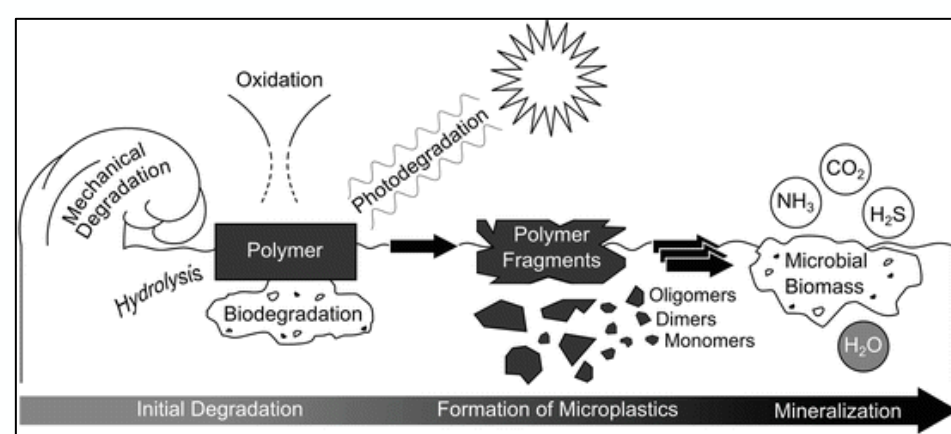 Oxidation
Mechanical
Degradation
Photodegradation
Hydrolysis
Polymer
Biodegradation
Polymer
Fragments
Oligomers
Dimers
Monomers
NH₃
CO₂
H₂S
Microbial
Biomass
H₂O
Initial Degradation
Formation of Microplastics
Mineralization